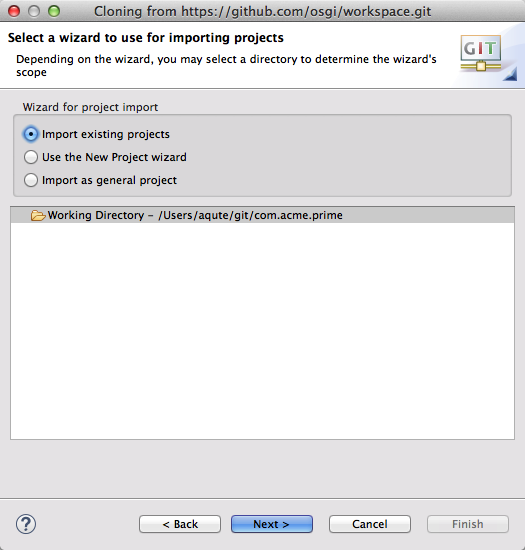 Cloning from https://github.com/osgi/workspace.git
Select a wizard to use for importing projects
Depending on the wizard, you may select a directory to determine the wizard's
scope
GIT
Wizard for project import
Import existing projects
Use the New Project wizard
Import as general project
Working Directory – /Users/aqute/git/com.acme.prime
?
< Back
Next >
Cancel
Finish